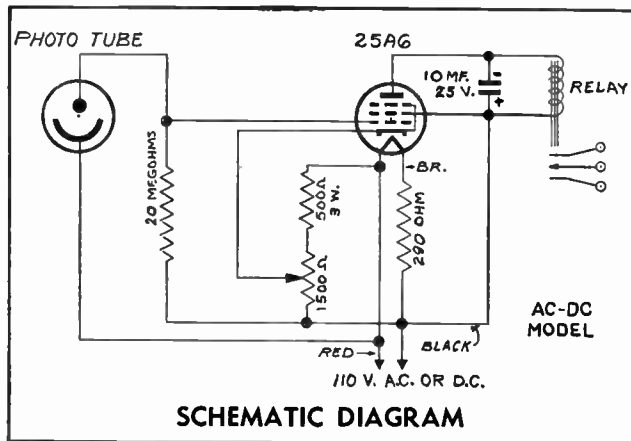 PHOTO TUBE
25A6
10 MF.
25 V.
RELAY
20 MEGOHMS
BR.
500Ω
3 W.
290 OHM
1500Ω
AC-DC
MODEL
RED
BLACK
110 V. A.C. OR D.C.
SCHEMATIC DIAGRAM